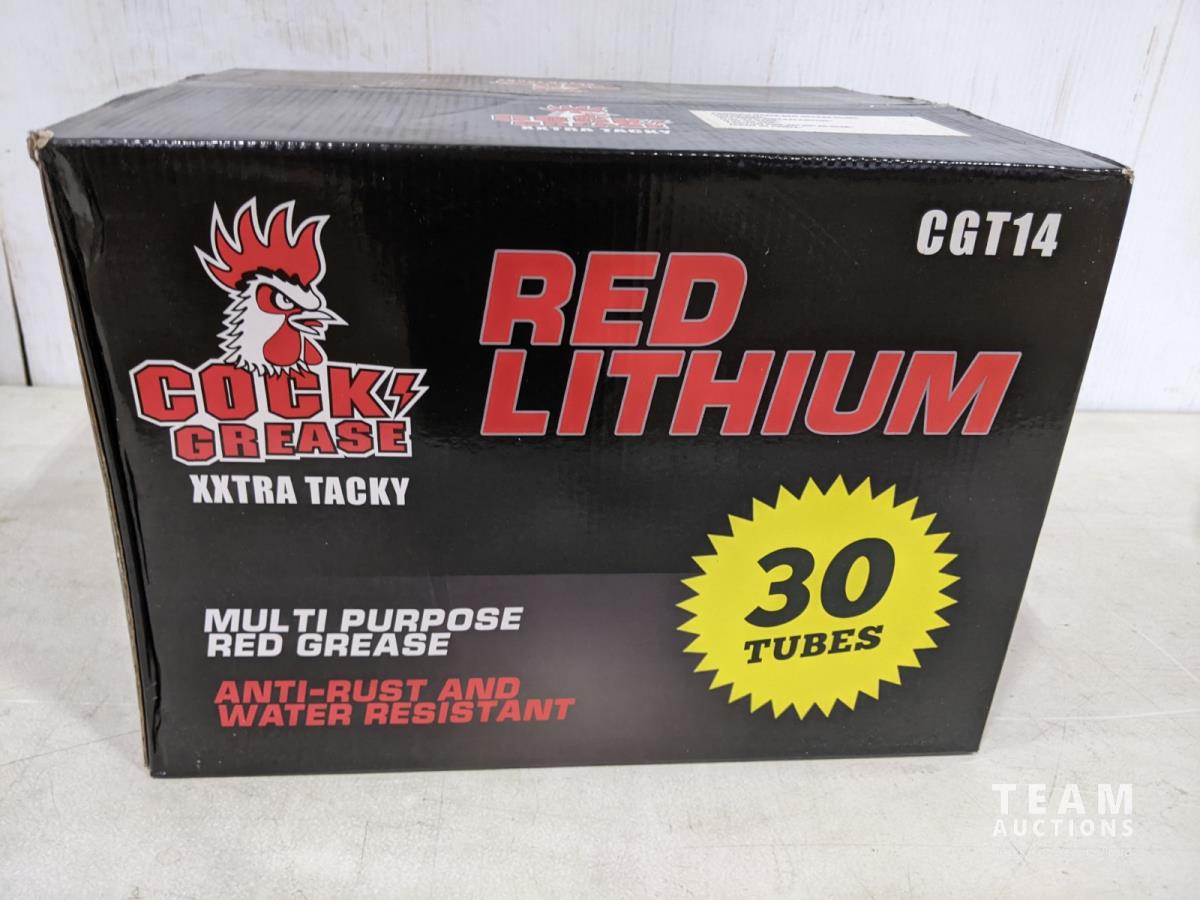 XXTRA TACKY
CGT14
RED
LITHIUM
COCK
GREASE
XXTRA TACKY
30
TUBES
MULTI PURPOSE
RED GREASE
ANTI-RUST AND
WATER RESISTANT
TEAM
AUCTIONS